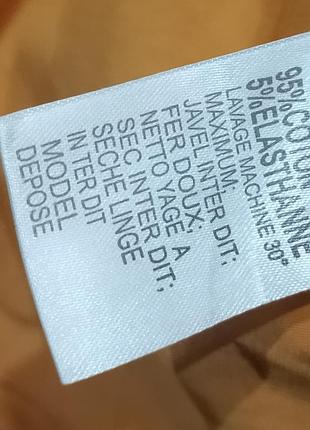 95%COTON
5%ELASTHANNE
LAVAGE MACHINE 30°
MAXIMUM;
JAVEL INTER DIT;
FER DOUX;
NETTO YAGE A
SEC INTER DIT;
SECHE LINGE
IN TER DIT
MODEL
DEPOSE